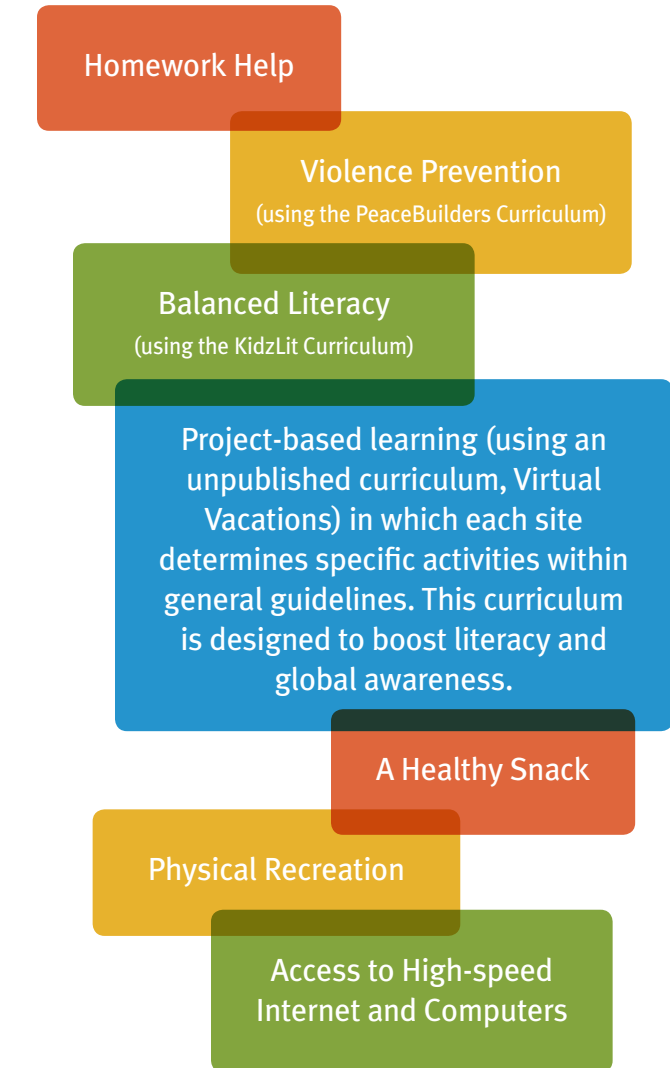 Homework Help
Violence Prevention
(using the PeaceBuilders Curriculum)
Balanced Literacy
(using the KidzLit Curriculum)
Project-based learning (using an
unpublished curriculum, Virtual
Vacations) in which each site
determines specific activities within
general guidelines. This curriculum
is designed to boost literacy and
global awareness.
A Healthy Snack
Physical Recreation
Access to High-speed
Internet and Computers